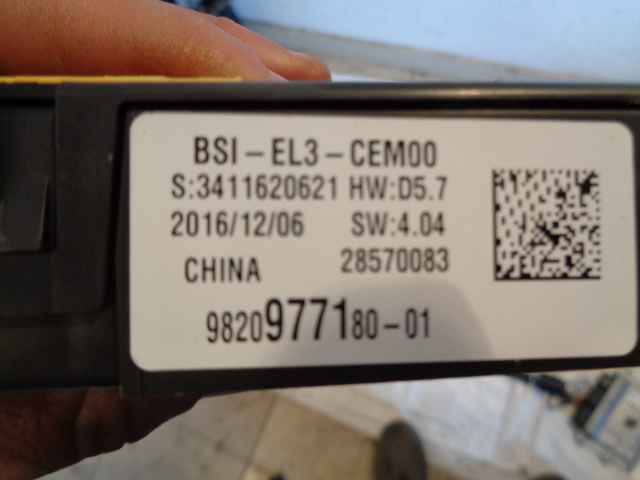 BSI-EL3-CEM00
S:3411620621 HW:D5.7
2016/12/06 SW:4.04
CHINA 28570083
9820977180-01